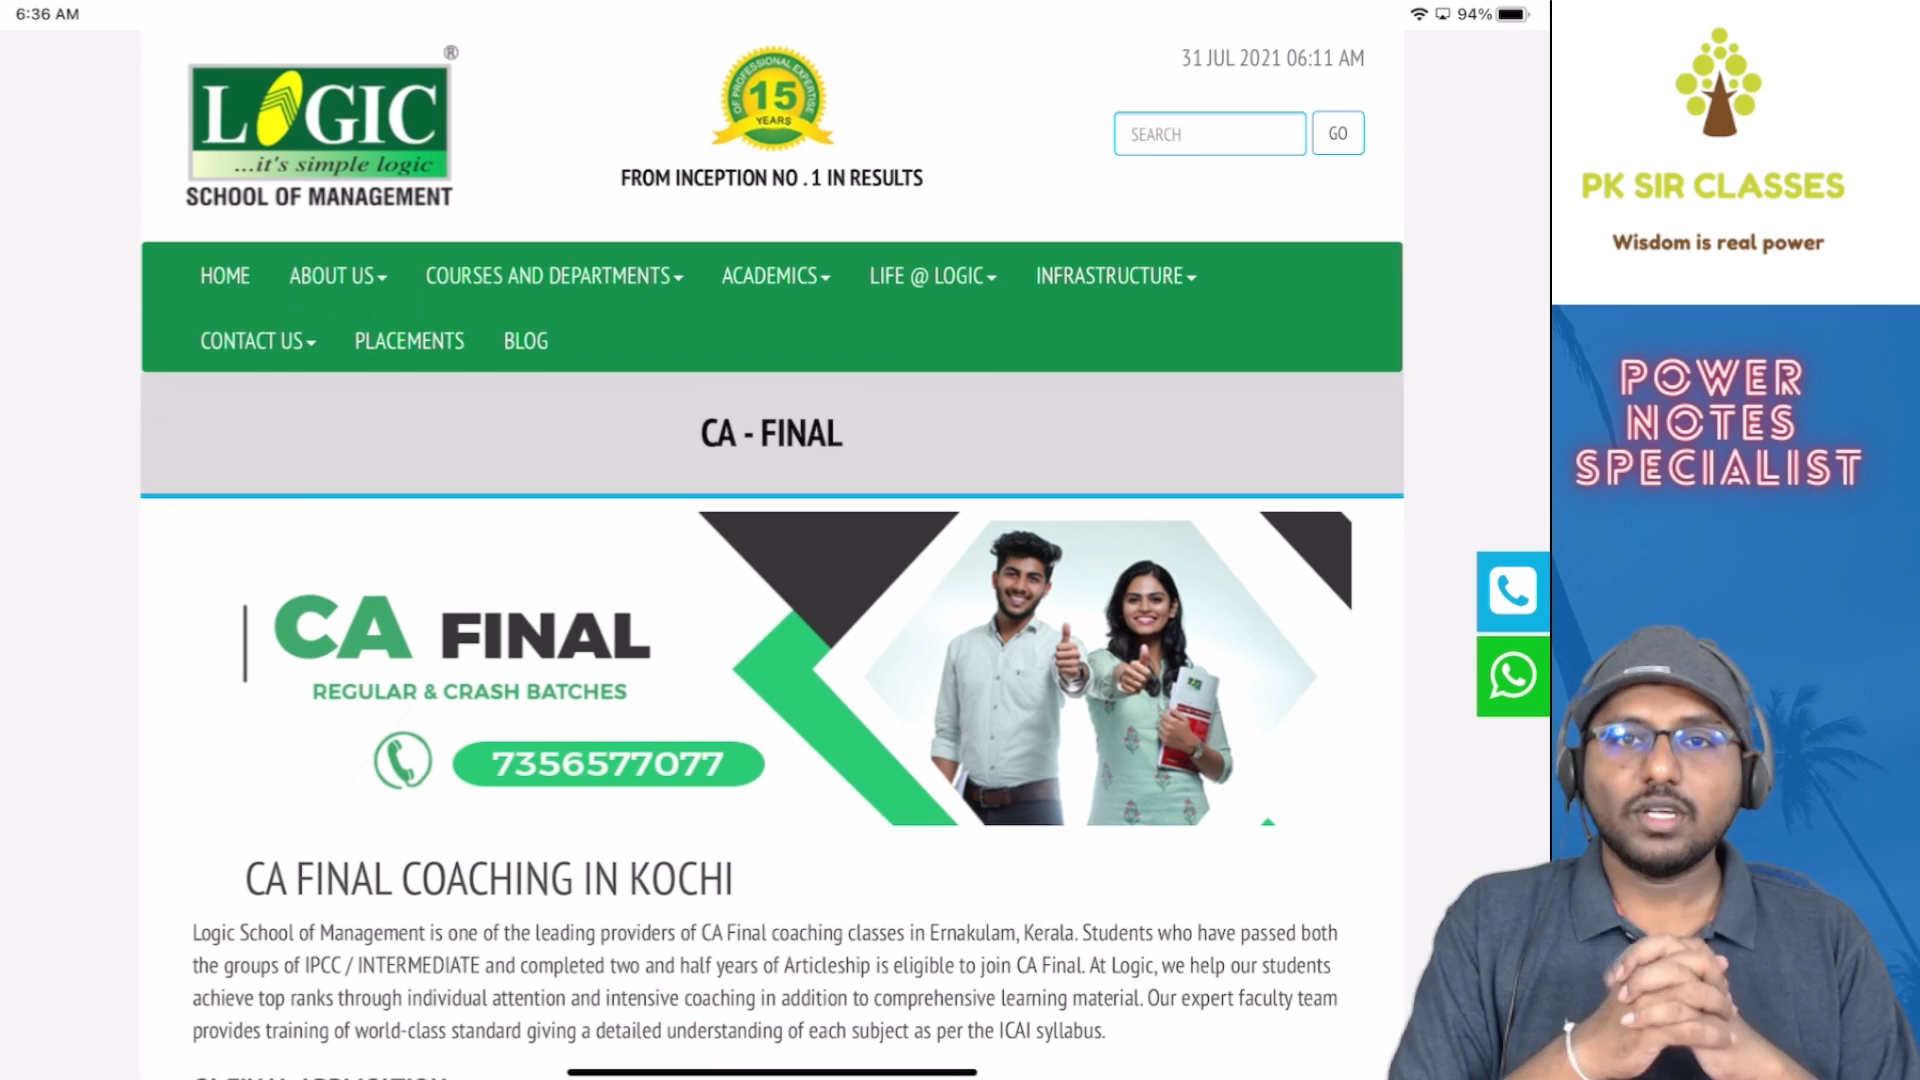 6:36 AM
94%
LOGIC
®
...it's simple logic
SCHOOL OF MANAGEMENT
OF PROFESSIONAL EXPERTISE
15
YEARS
FROM INCEPTION NO . 1 IN RESULTS
31 JUL 2021 06:11 AM
SEARCH
GO
HOME ABOUT US COURSES AND DEPARTMENTS ACADEMICS LIFE @ LOGIC INFRASTRUCTURE
CONTACT US PLACEMENTS BLOG
CA - FINAL
CA FINAL
REGULAR & CRASH BATCHES
7356577077
CA FINAL COACHING IN KOCHI
Logic School of Management is one of the leading providers of CA Final coaching classes in Ernakulam, Kerala. Students who have passed both
the groups of IPCC / INTERMEDIATE and completed two and half years of Articleship is eligible to join CA Final. At Logic, we help our students
achieve top ranks through individual attention and intensive coaching in addition to comprehensive learning material. Our expert faculty team
provides training of world-class standard giving a detailed understanding of each subject as per the ICAI syllabus.
PK SIR CLASSES
Wisdom is real power
POWER
NOTES
SPECIALIST